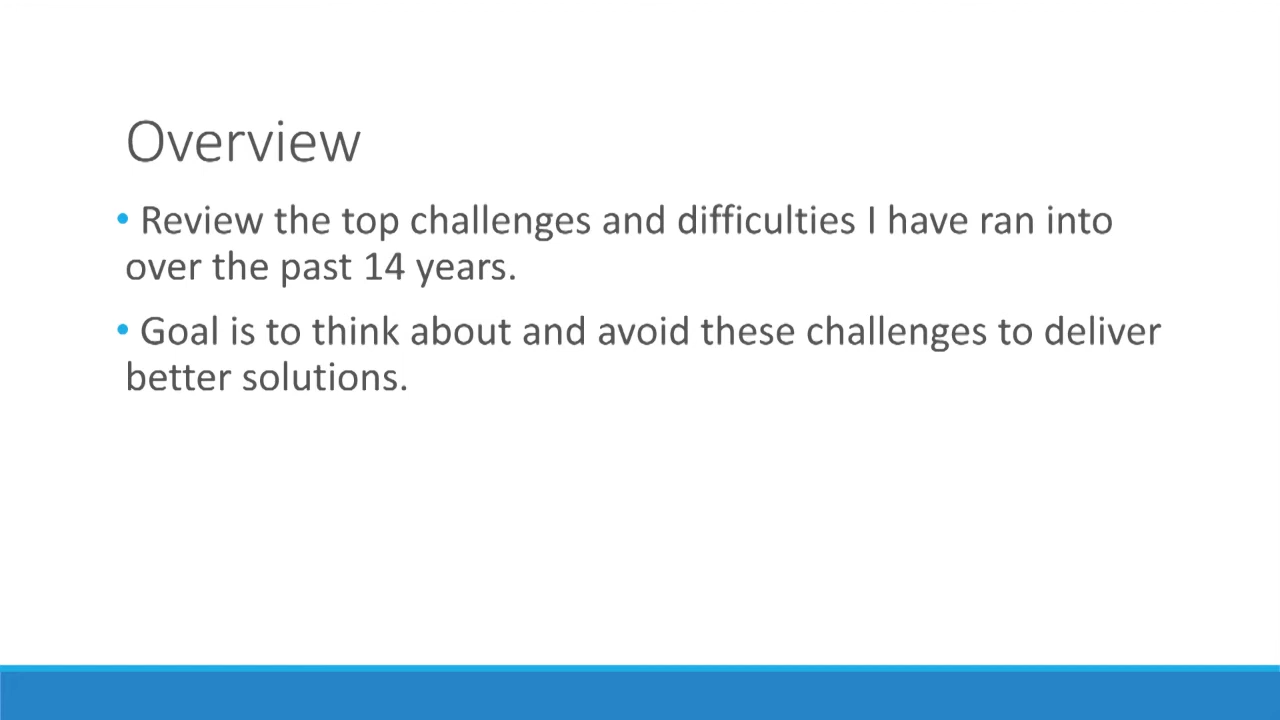 Overview
• Review the top challenges and difficulties I have ran into
over the past 14 years.
• Goal is to think about and avoid these challenges to deliver
better solutions.